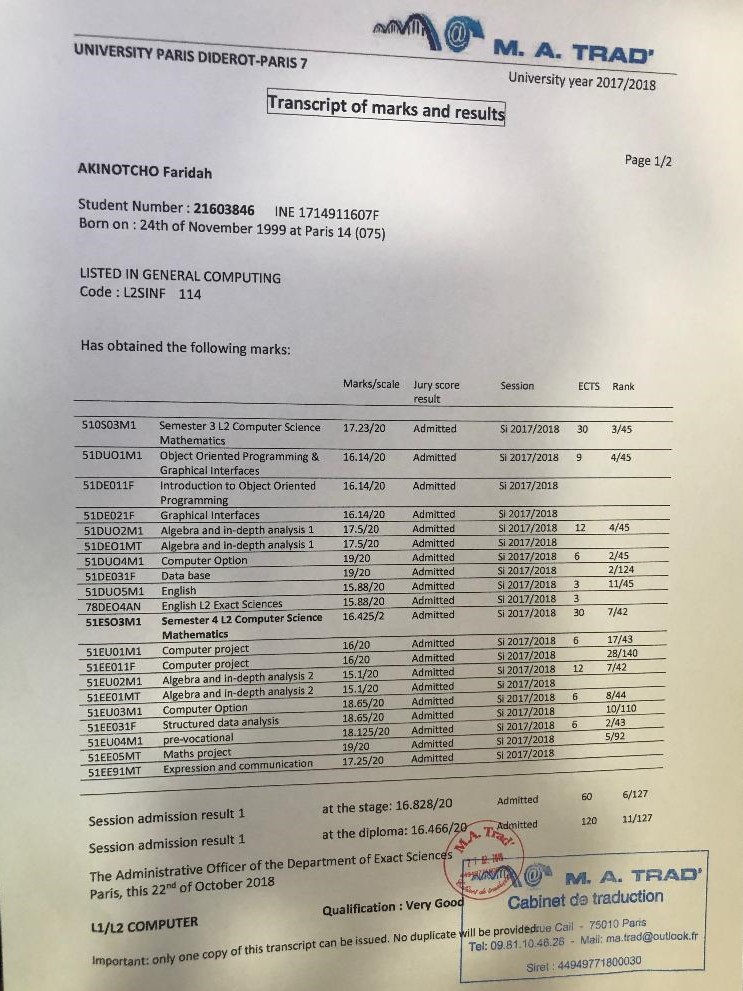 M. A. TRAD'
UNIVERSITY PARIS DIDEROT-PARIS 7
University year 2017/2018
Transcript of marks and results
Page 1/2
AKINOTCHO Faridah
Student Number : 21603846 INE 1714911607F
Born on : 24th of November 1999 at Paris 14 (075)
LISTED IN GENERAL COMPUTING
Code : L2SINF 114
Has obtained the following marks:
Marks/scale Jury score Session ECTS Rank
result
510S03M1 Semester 3 L2 Computer Science 17.23/20 Admitted Si 2017/2018 30 3/45
Mathematics
51DUO1M1 Object Oriented Programming & 16.14/20 Admitted Si 2017/2018 9 4/45
Graphical Interfaces
51DE011F Introduction to Object Oriented 16.14/20 Admitted Si 2017/2018
Programming
51DE021F Graphical Interfaces 16.14/20 Admitted Si 2017/2018
51DUO2M1 Algebra and in-depth analysis 1 17.5/20 Admitted Si 2017/2018 12 4/45
51DEO1MT Algebra and in-depth analysis 1 17.5/20 Admitted Si 2017/2018
51DUO4M1 Computer Option 19/20 Admitted Si 2017/2018 6 2/45
51DE031F Data base 19/20 Admitted Si 2017/2018 2/124
51DUO5M1 English 15.88/20 Admitted Si 2017/2018 3 11/45
78DEO4AN English L2 Exact Sciences 15.88/20 Admitted Si 2017/2018 3
51ESO3M1 Semester 4 L2 Computer Science 16.425/2 Admitted Si 2017/2018 30 7/42
Mathematics
51EU01M1 Computer project 16/20 Admitted Si 2017/2018 6 17/43
51EE011F Computer project 16/20 Admitted Si 2017/2018 28/140
51EU02M1 Algebra and in-depth analysis 2 15.1/20 Admitted Si 2017/2018 12 7/42
51EE01MT Algebra and in-depth analysis 2 15.1/20 Admitted Si 2017/2018
51EU03M1 Computer Option 18.65/20 Admitted Si 2017/2018 6 8/44
51EE031F Structured data analysis 18.65/20 Admitted Si 2017/2018 10/110
51EU04M1 pre-vocational 18.125/20 Admitted Si 2017/2018 6 2/43
51EE05MT Maths project 19/20 Admitted Si 2017/2018 5/92
51EE91MT Expression and communication 17.25/20 Admitted Si 2017/2018
Session admission result 1 at the stage: 16.828/20 Admitted 60 6/127
Session admission result 1 at the diploma: 16.466/20 Admitted 120 11/127
The Administrative Officer of the Department of Exact Sciences
Paris, this 22nd of October 2018
M.A. Trad'
M. A. TRAD'
Cabinet de traduction
Qualification : Very Good
L1/L2 COMPUTER
Important: only one copy of this transcript can be issued. No duplicate will be provided.
rue Cail - 75010 Paris
Tel: 09.81.10.46.26 - Mail: ma.trad@outlook.fr
Siret : 44949771800030